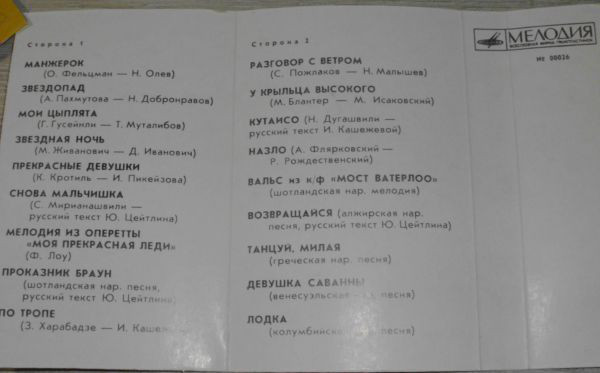 Сторона 1
МАНЖЕРОК
(О. Фельцман — Н. Олев)
ЗВЕЗДОПАД
(А. Пахмутова — Н. Добронравов)
МОИ ЦЫПЛЯТА
(Г. Гусейнли — Т. Муталибов)
ЗВЕЗДНАЯ НОЧЬ
(М. Живанович — Д. Иванович)
ПРЕКРАСНЫЕ ДЕВУШКИ
(К. Кротиль — И. Пикейзова)
СНОВА МАЛЬЧИШКА
(С. Мирианашвили —
русский текст Ю. Цейтлина)
МЕЛОДИЯ ИЗ ОПЕРЕТТЫ
«МОЯ ПРЕКРАСНАЯ ЛЕДИ»
(Ф. Лоу)
ПРОКАЗНИК БРАУН
(шотландская нар. песня,
русский текст Ю. Цейтлина)
ПО ТРОПЕ
(З. Харабадзе — И.
Сторона 2
РАЗГОВОР С ВЕТРОМ
(С. Пожлаков — Н. Малышев)
У КРЫЛЬЦА ВЫСОКОГО
(М. Блантер — М. Исаковский)
КУТАИСО (Н. Дугашвили —
русский текст И. Кашежевой)
НАЗЛО (А. Флярковский —
Р. Рождественский)
ВАЛЬС из к/ф «МОСТ ВАТЕРЛОО»
(шотландская нар. мелодия)
ВОЗВРАЩАЙСЯ (алжирская нар.
песня, русский текст Ю. Цейтлина)
ТАНЦУЙ, МИЛАЯ
(греческая нар. песня)
ДЕВУШКА САВАННЫ
(венесуэльская песня)
ЛОДКА
песня)
МЕЛОДИЯ
ВСЕСОЮЗНАЯ ФИРМА ГРАМПЛАСТИНОК
№ 00026